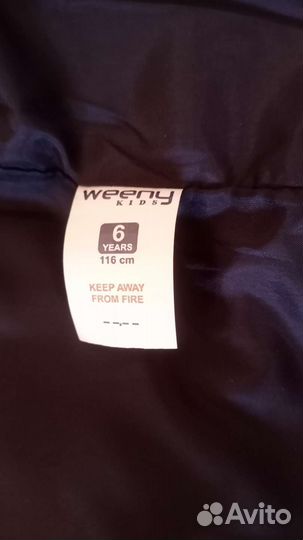 weeny
KIDS
6
YEARS
116 cm
KEEP AWAY
FROM FIRE
Avito